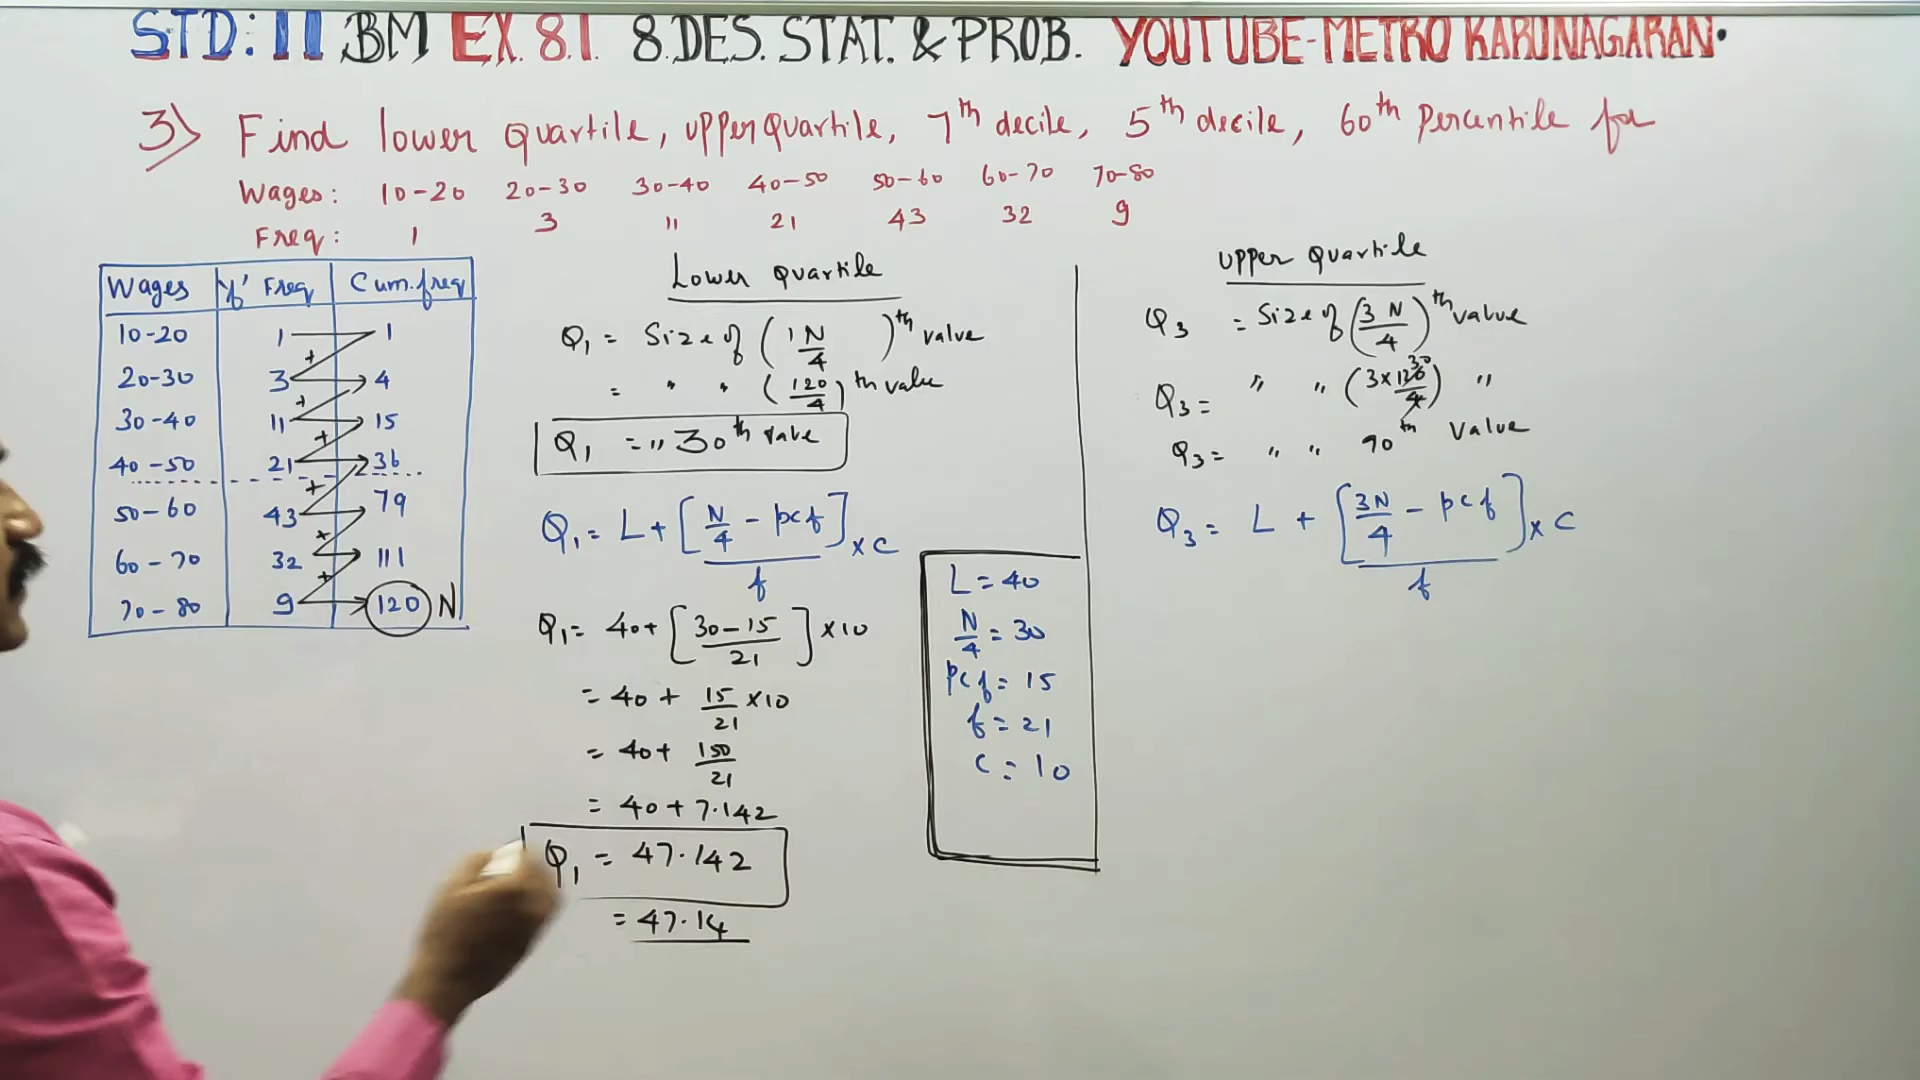 STD: 11 BM EX. 8.1. 8. DES. STAT. & PROB. YOUTUBE-METRO KARUNAGARAN.
3) Find lower quartile, upper quartile, 7th decile, 5th decile, 60th Percentile for
Wages: 10-20 20-30 30-40 40-50 50-60 60-70 70-80
Freq: 1 3 11 21 43 32 9
Wages 'f' Freq Cum.freq
10-20 1 1
20-30 + 3 4
30-40 + 11 15
40-50 + 21 36
50-60 + 43 79
60-70 + 32 111
70-80 + 9 120 N
Lower Quartile
Q1 = Size of (1N/4)th value
= " " (120/4)th value
Q1 = " 30th value
Q1 = L + [N/4 - pcf]/f × C
Q1 = 40 + [30-15/21] × 10
= 40 + 15/21 × 10
= 40 + 150/21
= 40 + 7.142
Q1 = 47.142
= 47.14
L = 40
N/4 = 30
pcf = 15
f = 21
C = 10
Upper Quartile
Q3 = Size of (3N/4)th value
Q3 = " " (3×120/4) " 30
Q3 = " " 90th value
Q3 = L + [3N/4 - pcf]/f × C